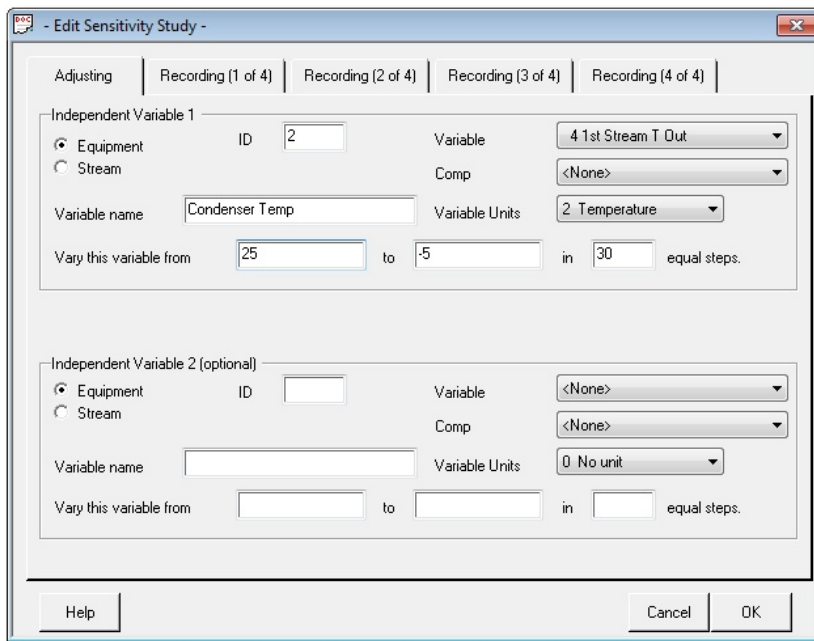 DOC
- Edit Sensitivity Study -
Adjusting Recording (1 of 4) Recording (2 of 4) Recording (3 of 4) Recording (4 of 4)
Independent Variable 1
Equipment ID 2 Variable 4 1st Stream T Out
Stream Comp <None>
Variable name Condenser Temp Variable Units 2 Temperature
Vary this variable from 25 to -5 in 30 equal steps.
Independent Variable 2 (optional)
Equipment ID Variable <None>
Stream Comp <None>
Variable name Variable Units 0 No unit
Vary this variable from to in equal steps.
Help Cancel OK